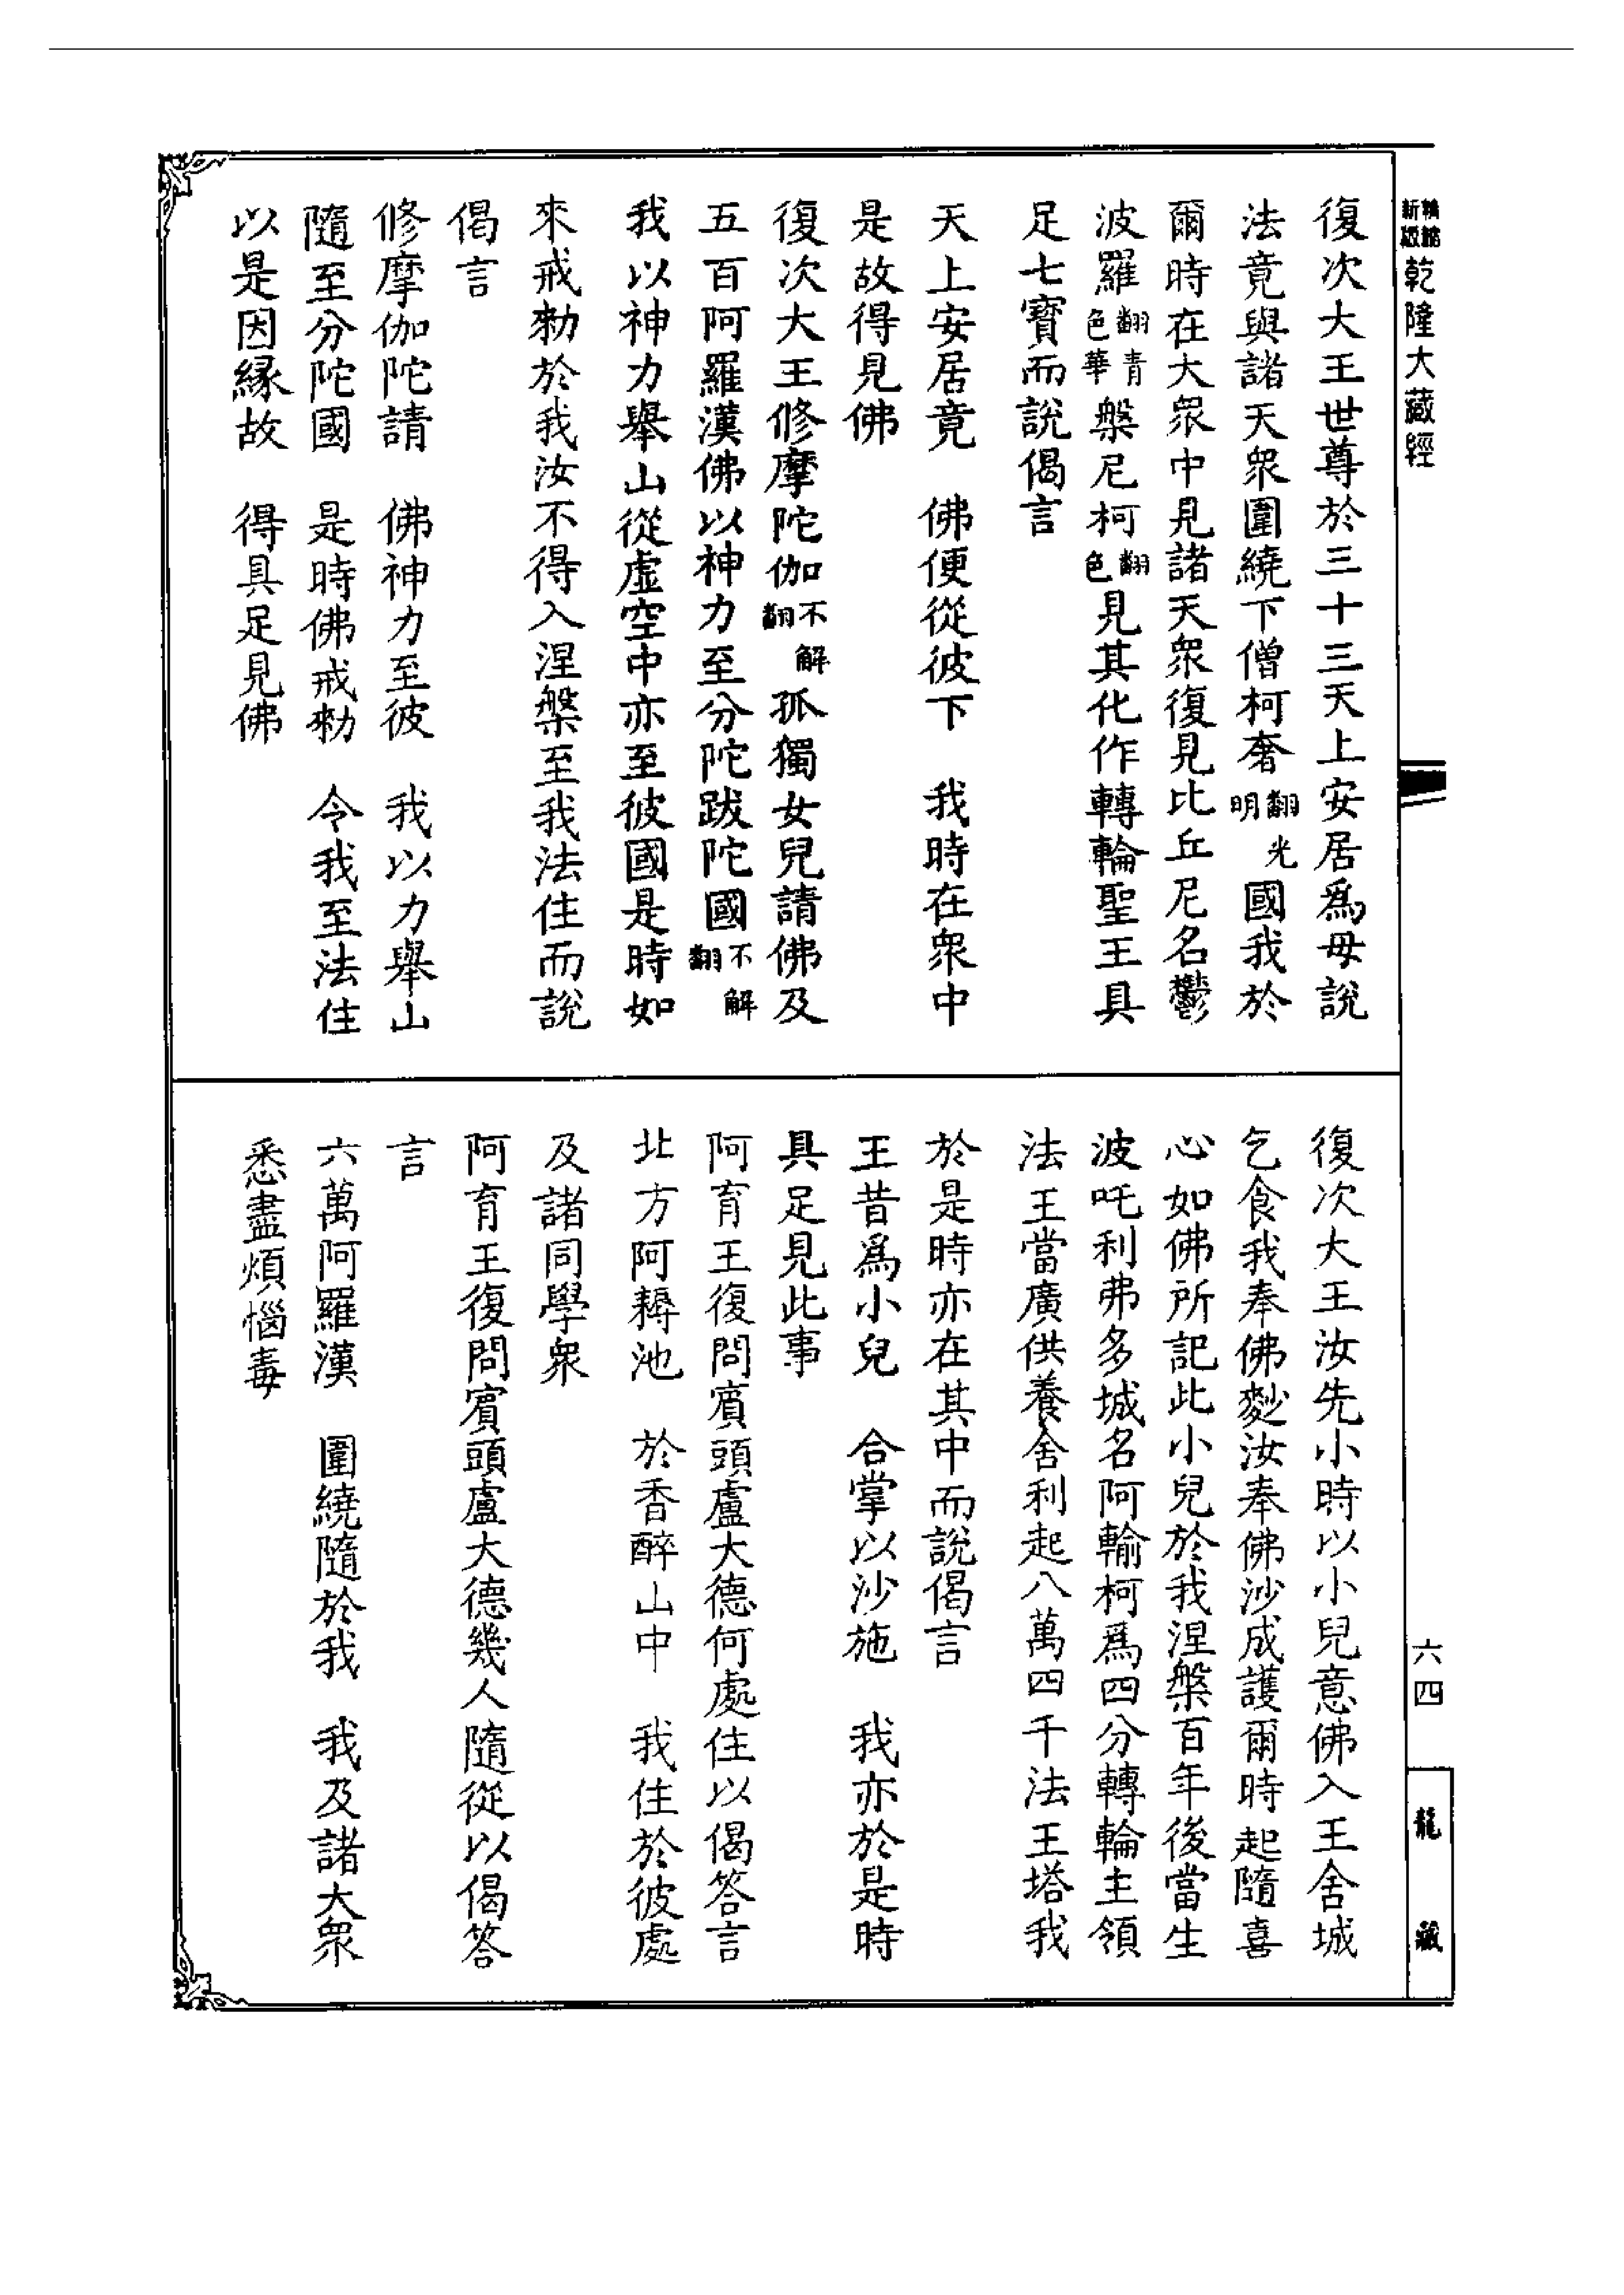 新編縮版乾隆大藏經
復次大王世尊於三十三天上安居爲母說
法竟與諸天衆圍繞下僧柯奢翻光明國我於
爾時在大衆中見諸天衆復見比丘尼名鬱
波羅翻青色華槃尼柯翻色見其化作轉輪聖王具
足七寶而說偈言
天上安居竟　佛便從彼下　我時在衆中
是故得見佛
復次大王修摩陀伽不解翻孤獨女兒請佛及
五百阿羅漢佛以神力至分陀跋陀國不解翻
我以神力舉山從虛空中亦至彼國是時如
來戒勑於我汝不得入涅槃至我法住而說
偈言
修摩伽陀請　佛神力至彼　我以力舉山
隨至分陀國　是時佛戒勑　令我至法住
以是因緣故　得具足見佛
復次大王汝先小時以小兒意佛入王舍城
乞食我奉佛麨汝奉佛沙成護爾時起隨喜
心如佛所記此小兒於我涅槃百年後當生
波吒利弗多城名阿輸柯爲四分轉輪主領
法王當廣供養舍利起八萬四千法王塔我
於是時亦在其中而說偈言
王昔爲小兒　合掌以沙施　我亦於是時
具足見此事
阿育王復問賓頭盧大德何處住以偈答言
北方阿耨池　於香醉山中　我住於彼處
及諸同學衆
阿育王復問賓頭盧大德幾人隨從以偈答
言
六萬阿羅漢　圍繞隨於我　我及諸大衆
悉盡煩惱毒
六四
龍藏